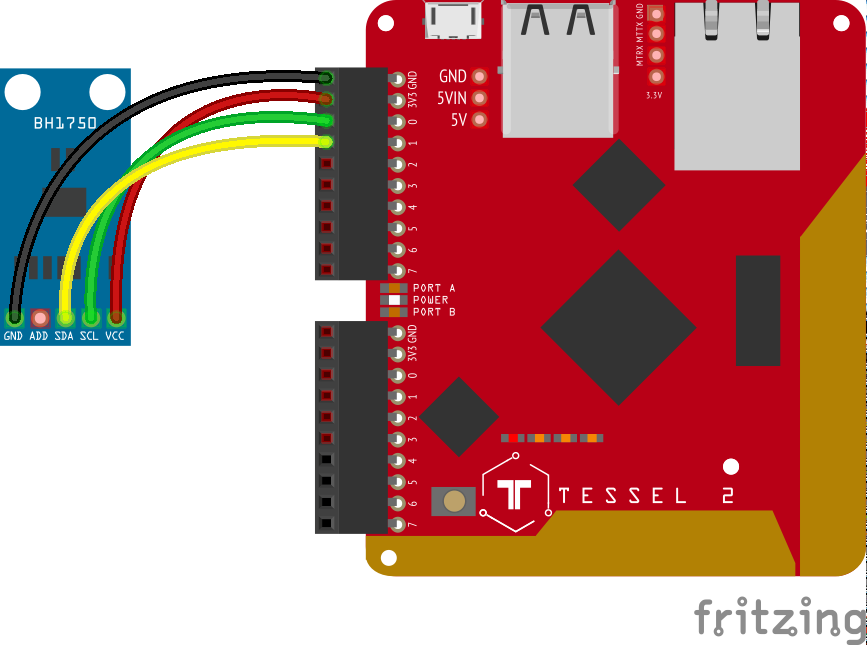 BH1750
GND ADD SDA SCL VCC
GND
3V3
0
1
2
3
4
5
6
7
GND
5VIN
5V
MTRX MTTX GND
3.3V
PORT A
POWER
PORT B
GND
3V3
0
1
2
3
4
5
6
7
TESSEL 2
fritzing